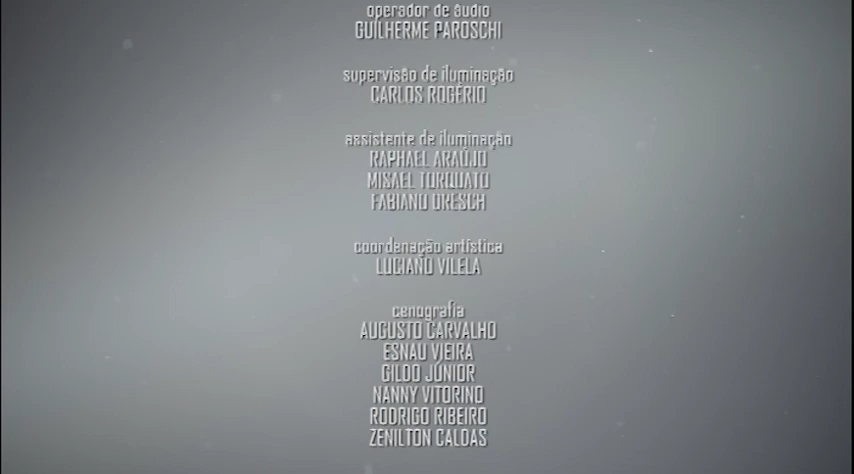 operador de áudio
GUILHERME PAROSCHI
supervisão de iluminação
CARLOS ROGÉRIO
assistente de iluminação
RAPHAEL ARAÚJO
MISAEL TORQUATO
FABIANO ORESCH
coordenação artística
LUCIANO VILELA
cenografia
AUGUSTO CARVALHO
ESNAU VIEIRA
GILDO JÚNIOR
NANNY VITORINO
RODRIGO RIBEIRO
ZENILTON CALDAS